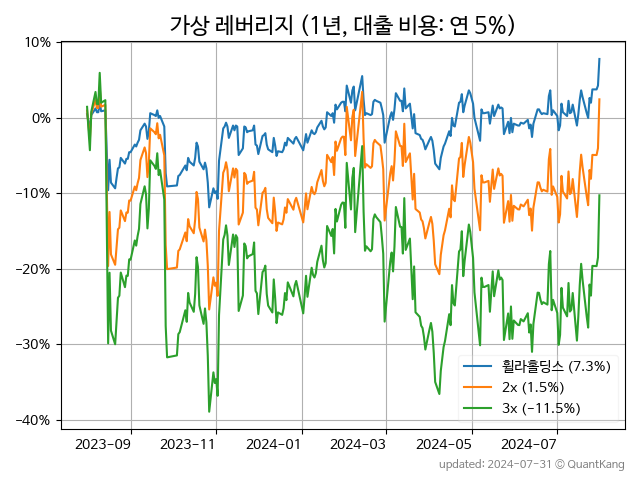 가상 레버리지 (1년, 대출 비용: 연 5%)
10%
0%
−10%
−20%
−30%
−40%
휠라홀딩스 (7.3%)
2x (1.5%)
3x (−11.5%)
2023-09
2023-11
2024-01
2024-03
2024-05
2024-07
updated: 2024-07-31 © QuantKang